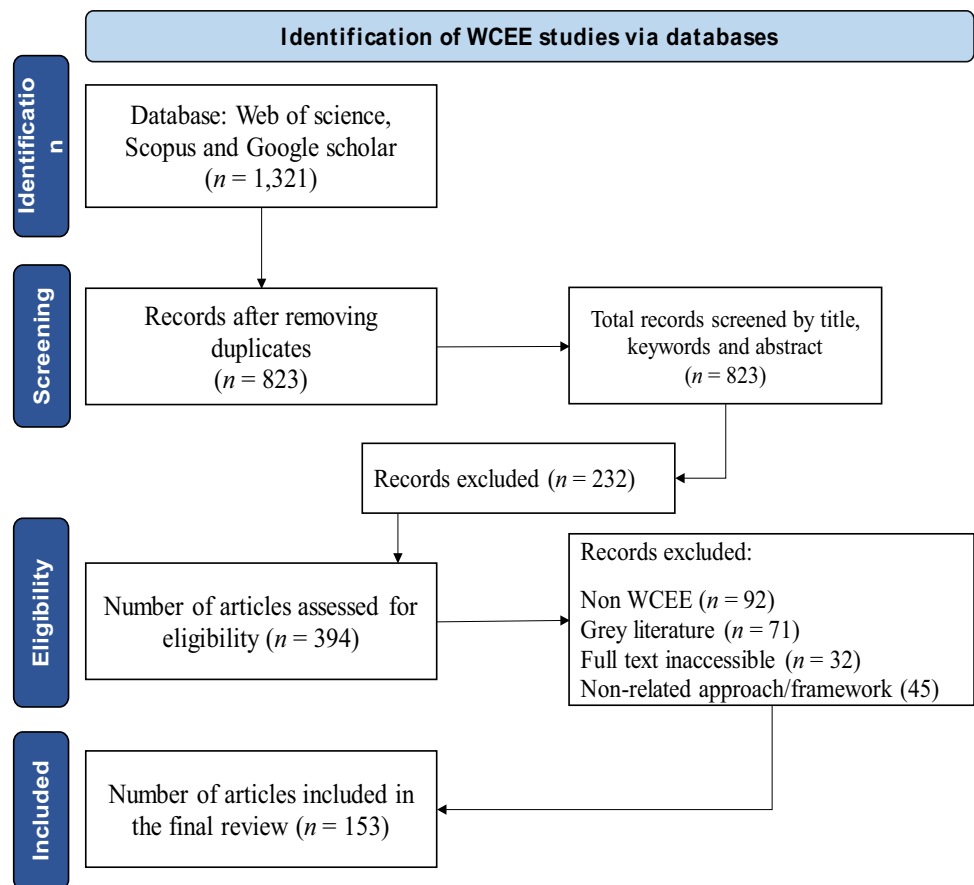 Identification of WCEE studies via databases
Identificatio
n
Database: Web of science,
Scopus and Google scholar
(n = 1,321)
Screening
Records after removing
duplicates
(n = 823)
Total records screened by title,
keywords and abstract
(n = 823)
Records excluded (n = 232)
Eligibility
Number of articles assessed for
eligibility (n = 394)
Records excluded:
Non WCEE (n = 92)
Grey literature (n = 71)
Full text inaccessible (n = 32)
Non-related approach/framework (45)
Included
Number of articles included in
the final review (n = 153)